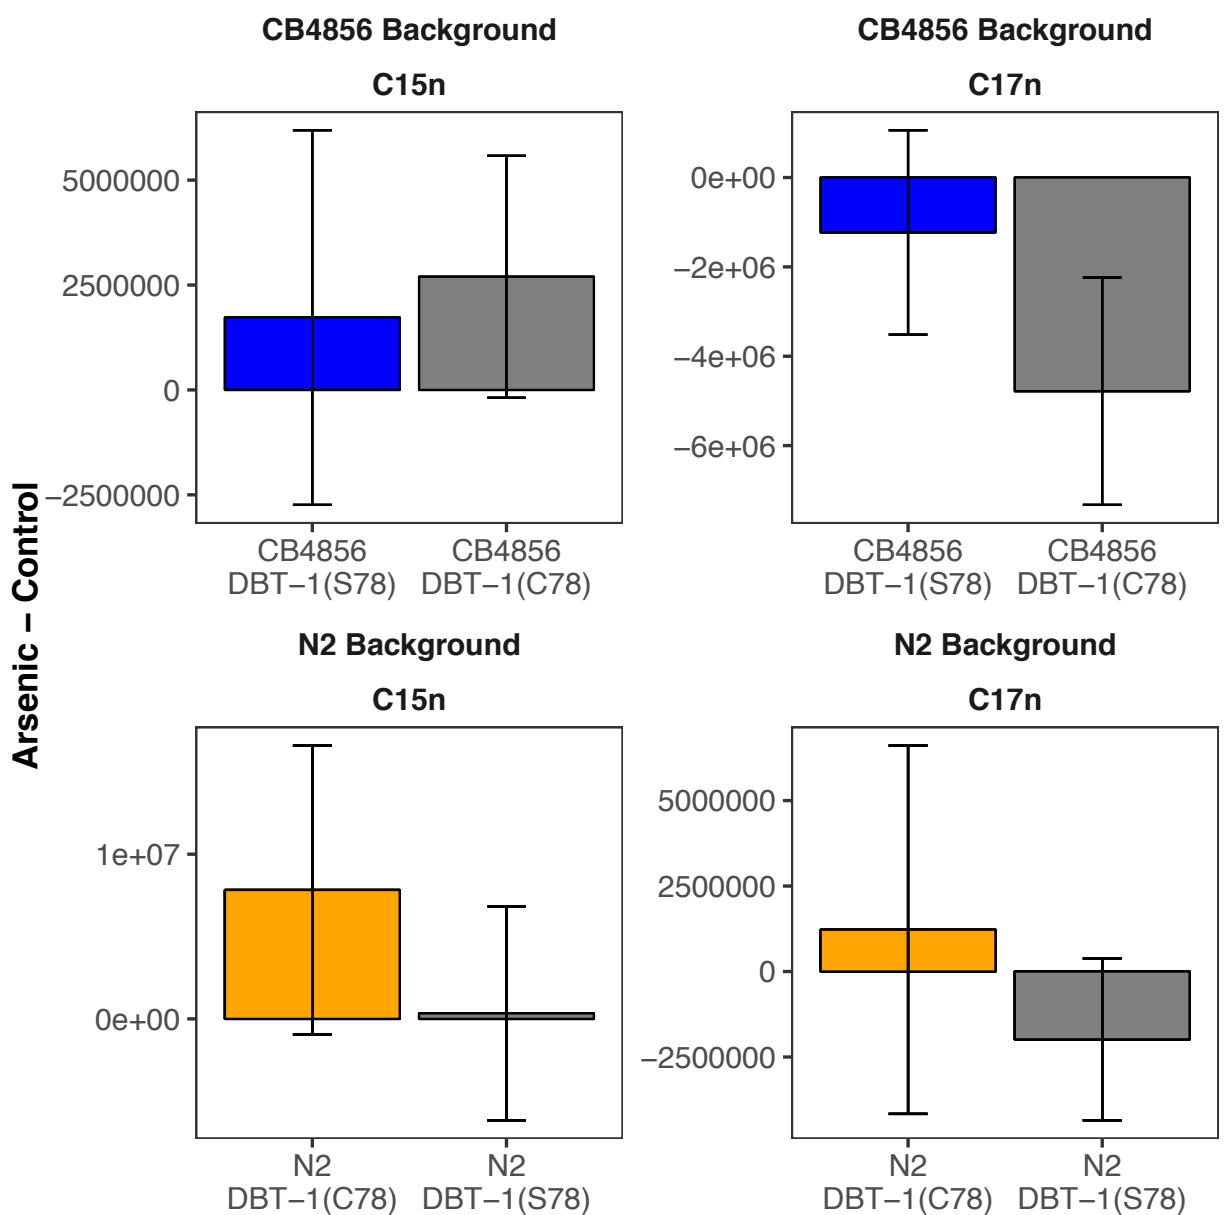 CB4856 Background
C15n
5000000
2500000
0
−2500000
CB4856
DBT−1(S78)
CB4856
DBT−1(C78)
CB4856 Background
C17n
0e+00
−2e+06
−4e+06
−6e+06
CB4856
DBT−1(S78)
CB4856
DBT−1(C78)
Arsenic − Control
N2 Background
C15n
1e+07
0e+00
N2
DBT−1(C78)
N2
DBT−1(S78)
N2 Background
C17n
5000000
2500000
0
−2500000
N2
DBT−1(C78)
N2
DBT−1(S78)